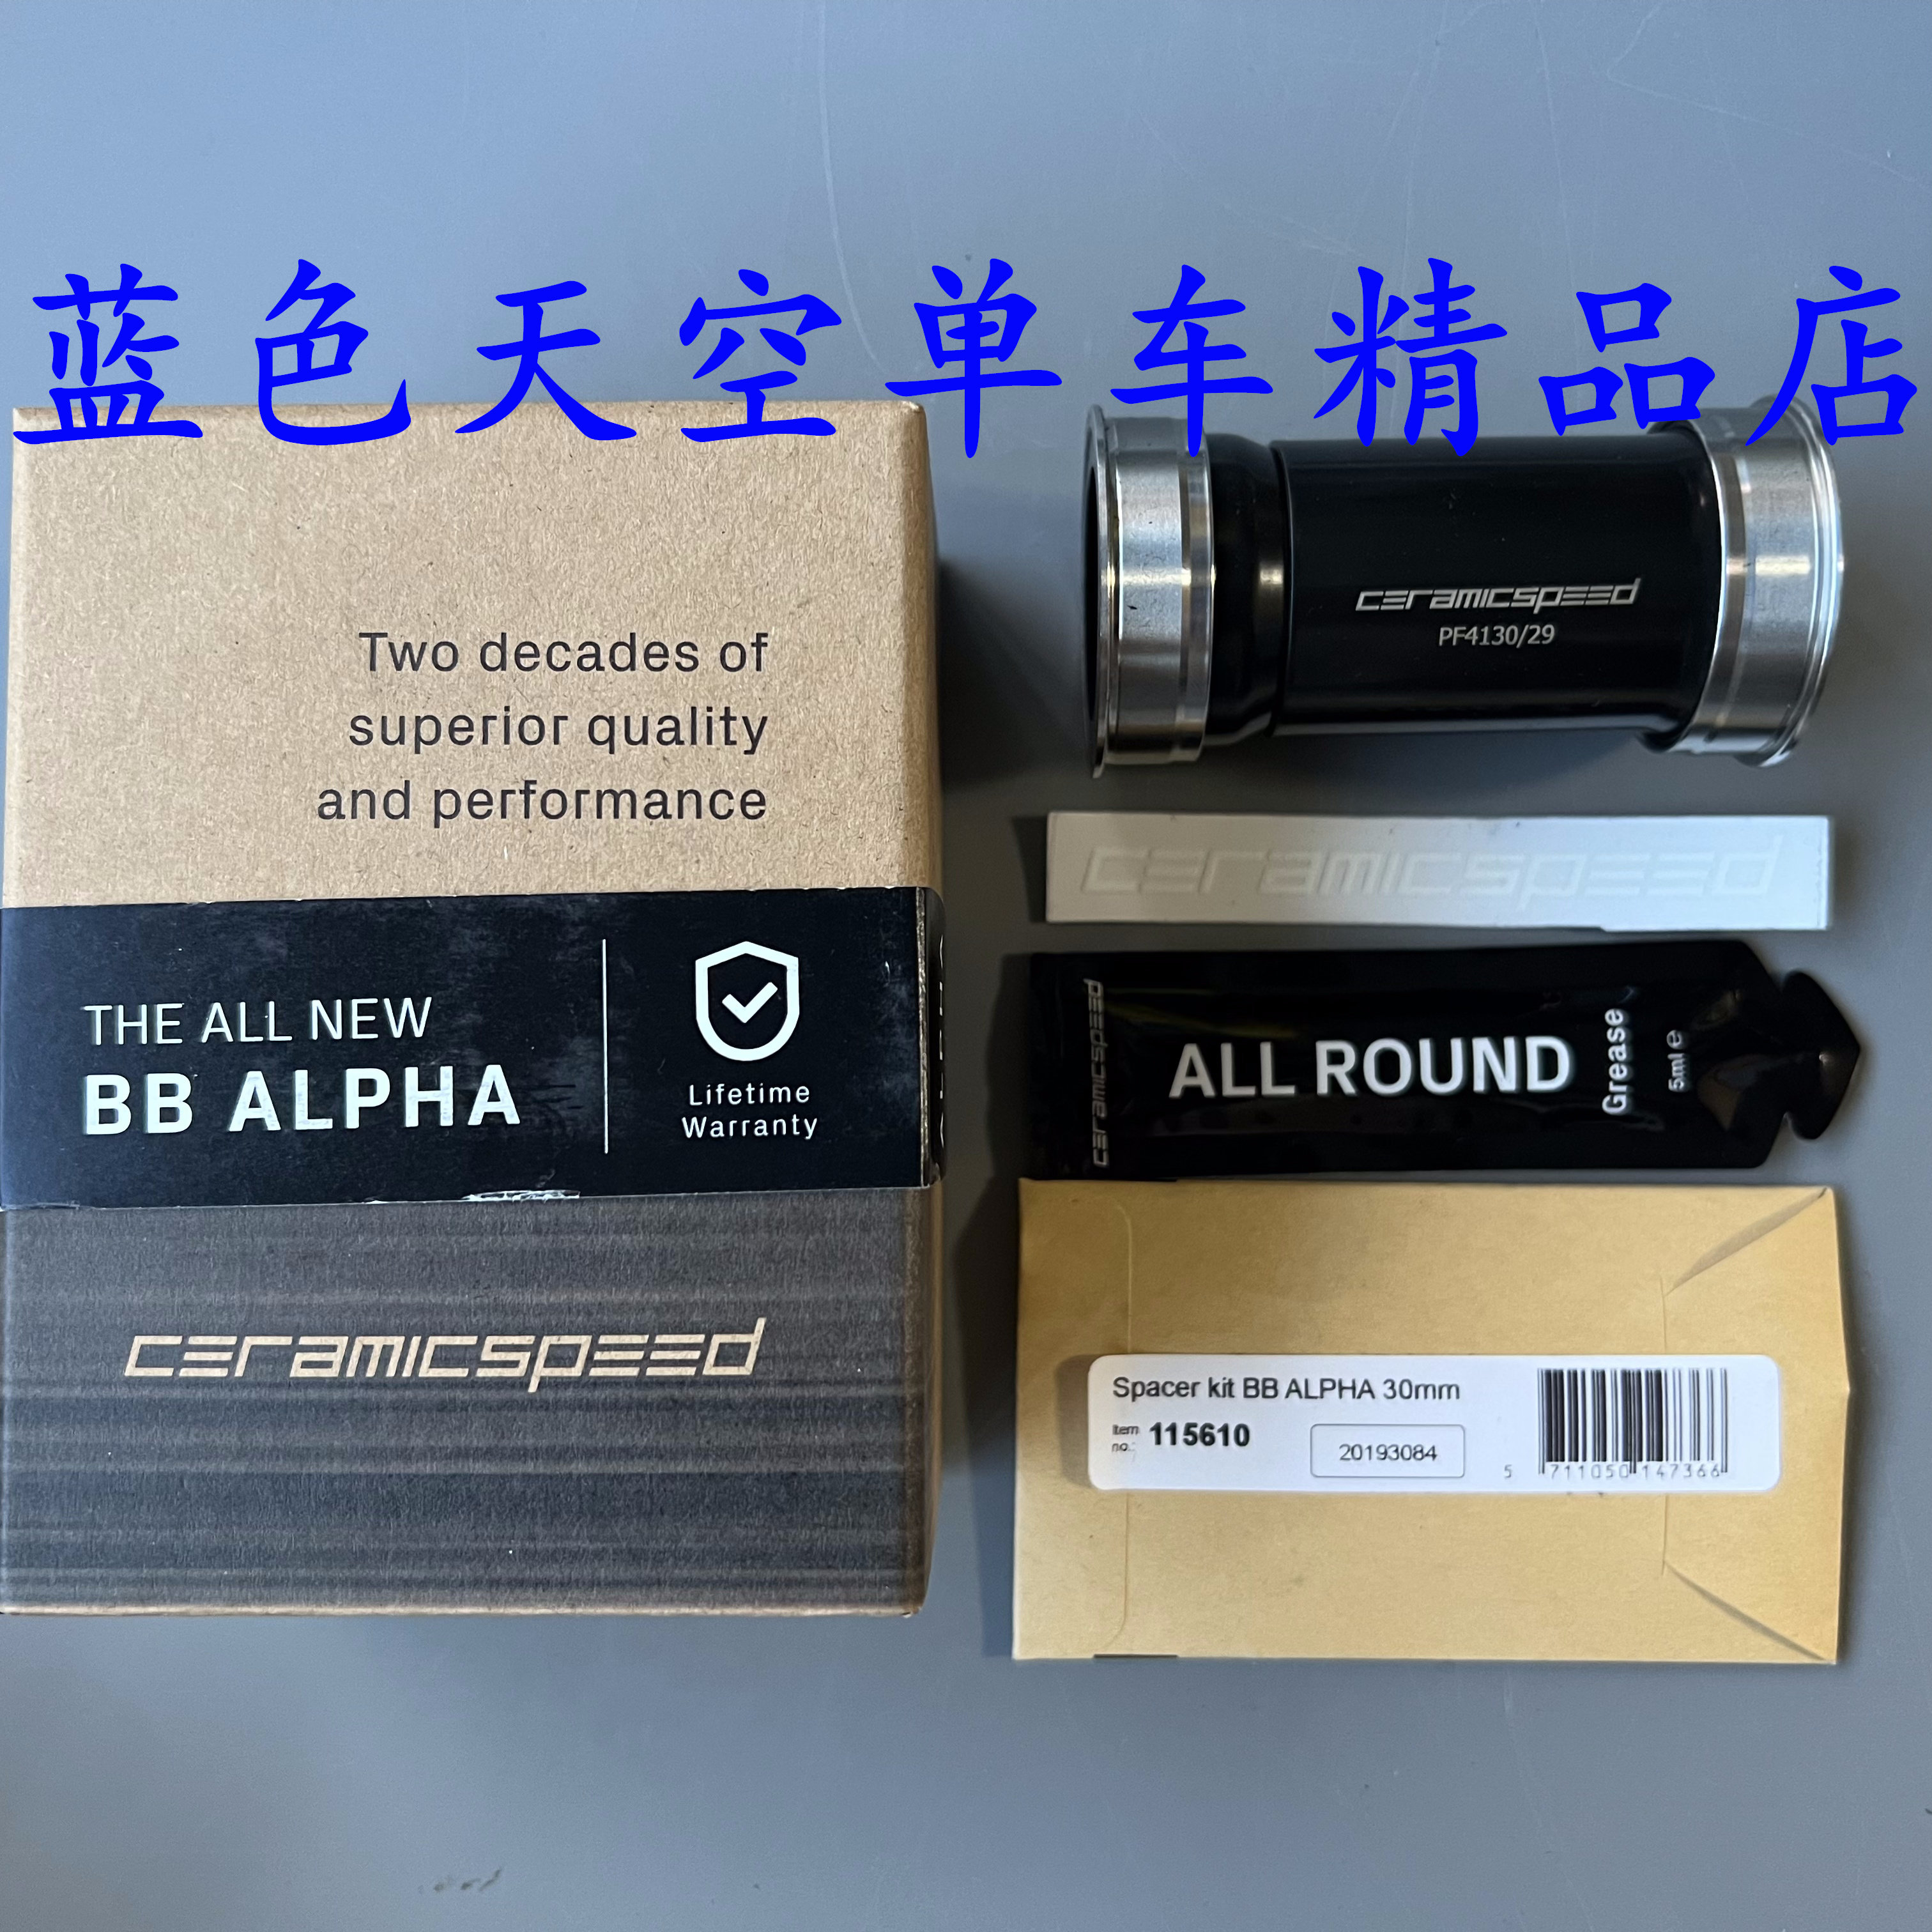 蓝色天空单车精品店
Two decades of
superior quality
and performance
THE ALL NEW
BB ALPHA
Lifetime
Warranty
ceramicspeed
ceramicspeed
PF4130/29
ceramicspeed
ceramicspeed
ALL ROUND
Grease
5ml e
Spacer kit BB ALPHA 30mm
Item no.: 115610
20193084
5 711050 147366